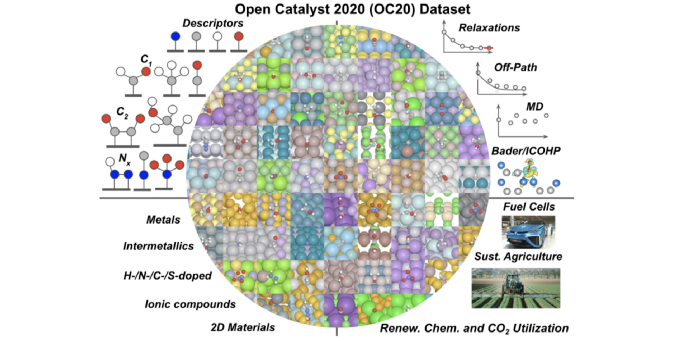 Open Catalyst 2020 (OC20) Dataset
Descriptors
C1
C2
Nx
Relaxations
Off-Path
MD
Bader/ICOHP
Metals
Intermetallics
H-/N-/C-/S-doped
Ionic compounds
2D Materials
Fuel Cells
Sust. Agriculture
Renew. Chem. and CO2 Utilization